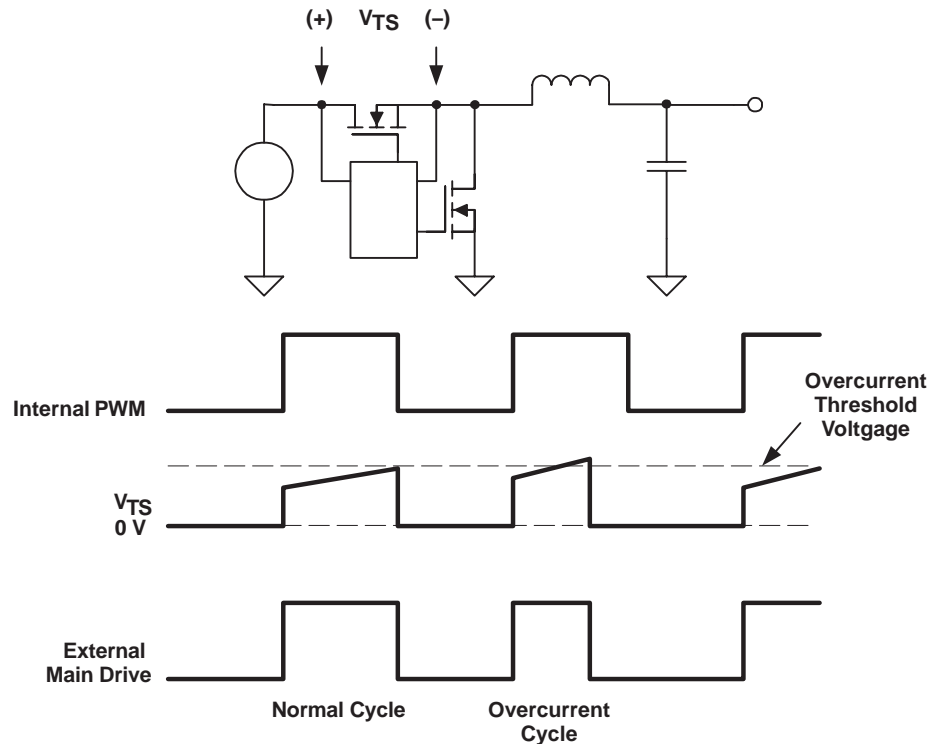 (+) VTS (–)
Internal PWM
Overcurrent
Threshold
Voltgage
VTS
0 V
External
Main Drive
Normal Cycle
Overcurrent
Cycle